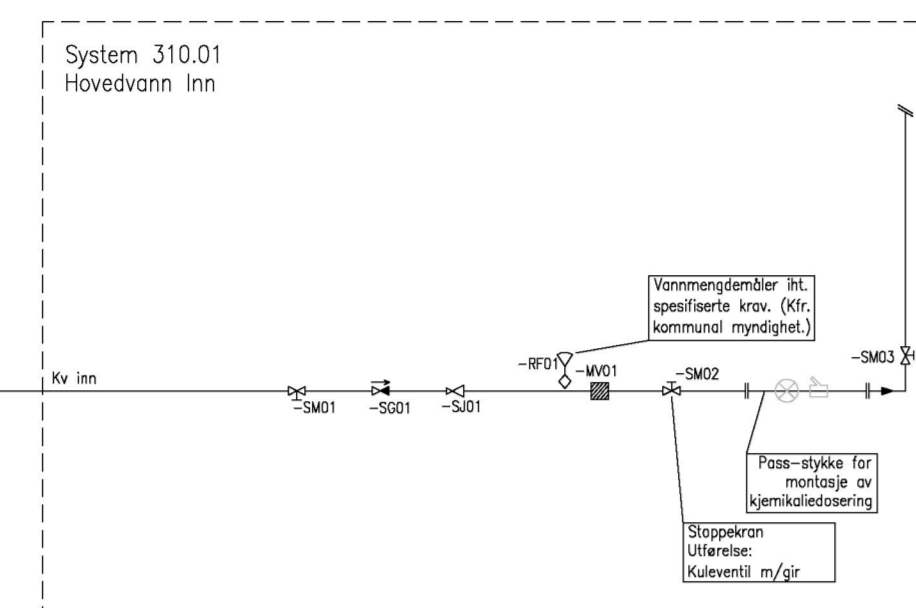 System 310.01
Hovedvann Inn
Vannmengdemåler iht.
spesifiserte krav. (Kfr.
kommunal myndighet.)
-RF01
-MV01
-SM02
-SM03
Kv inn
-SM01
-SG01
-SJ01
Pass-stykke for
montasje av
kjemikaliedosering
Stoppekran
Utførelse:
Kuleventil m/gir